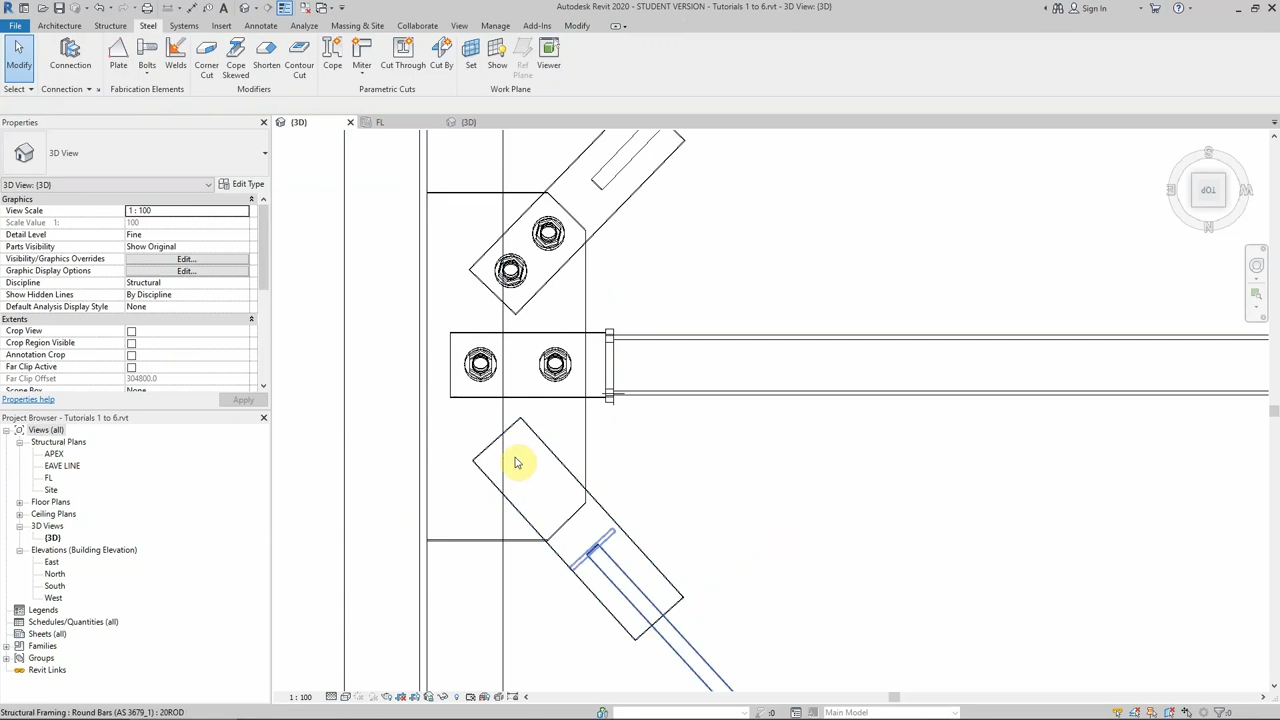 Autodesk Revit 2020 - STUDENT VERSION - Tutorials 1 to 6.rvt - 3D View: {3D}
Sign In
File Architecture Structure Steel Systems Insert Annotate Analyze Massing & Site Collaborate View Manage Add-Ins Modify
Modify Connection Plate Bolts Welds Corner Cut Cope Skewed Shorten Contour Cut Cope Miter Cut Through Cut By Set Show Ref Plane Viewer
Select Connection Fabrication Elements Modifiers Parametric Cuts Work Plane
Properties
{3D} FL {3D}
3D View
3D View: {3D} Edit Type
Graphics
View Scale 1 : 100
Scale Value 1: 100
Detail Level Fine
Parts Visibility Show Original
Visibility/Graphics Overrides Edit...
Graphic Display Options Edit...
Discipline Structural
Show Hidden Lines By Discipline
Default Analysis Display Style None
Extents
Crop View
Crop Region Visible
Annotation Crop
Far Clip Active
Far Clip Offset 304800.0
Scope Box None
Properties help Apply
Project Browser - Tutorials 1 to 6.rvt
Views (all)
Structural Plans
APEX
EAVE LINE
FL
Site
Floor Plans
Ceiling Plans
3D Views
{3D}
Elevations (Building Elevation)
East
North
South
West
Legends
Schedules/Quantities (all)
Sheets (all)
Families
Groups
Revit Links
TOP
S
E
W
N
1 : 100
Structural Framing : Round Bars (AS 3679_1) : 20ROD
:0
Main Model
:0